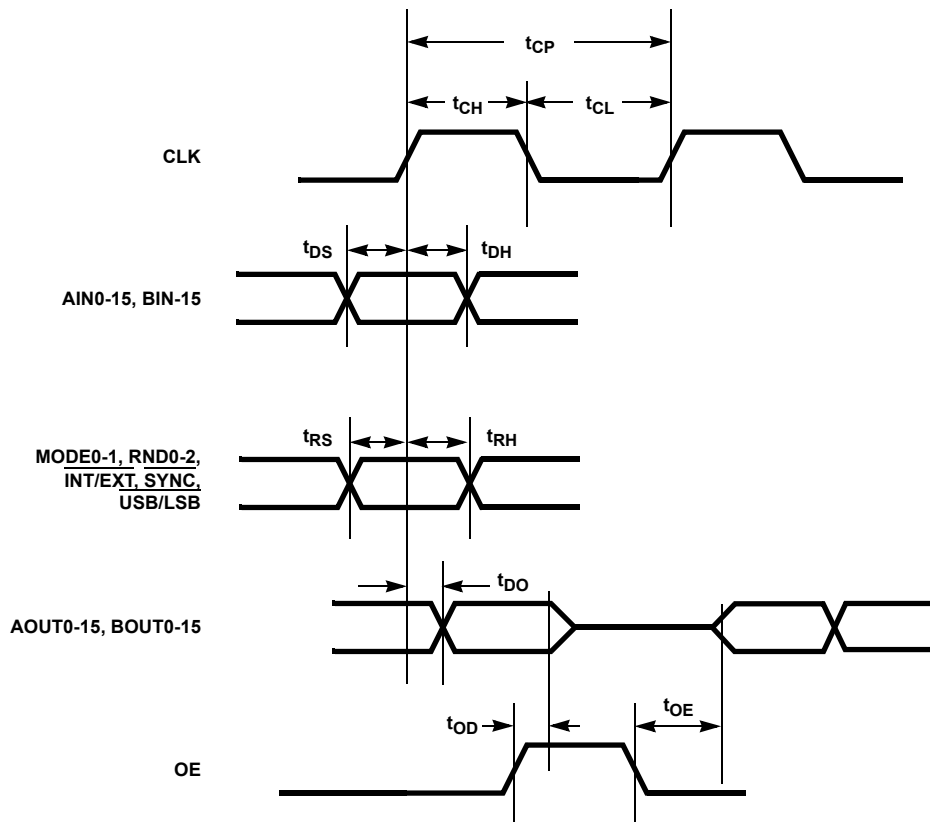 tCP
tCH
tCL
CLK
tDS
tDH
AIN0-15, BIN-15
tRS
tRH
MODE0-1, RND0-2,
INT/EXT, SYNC,
USB/LSB
tDO
AOUT0-15, BOUT0-15
tOD
tOE
OE